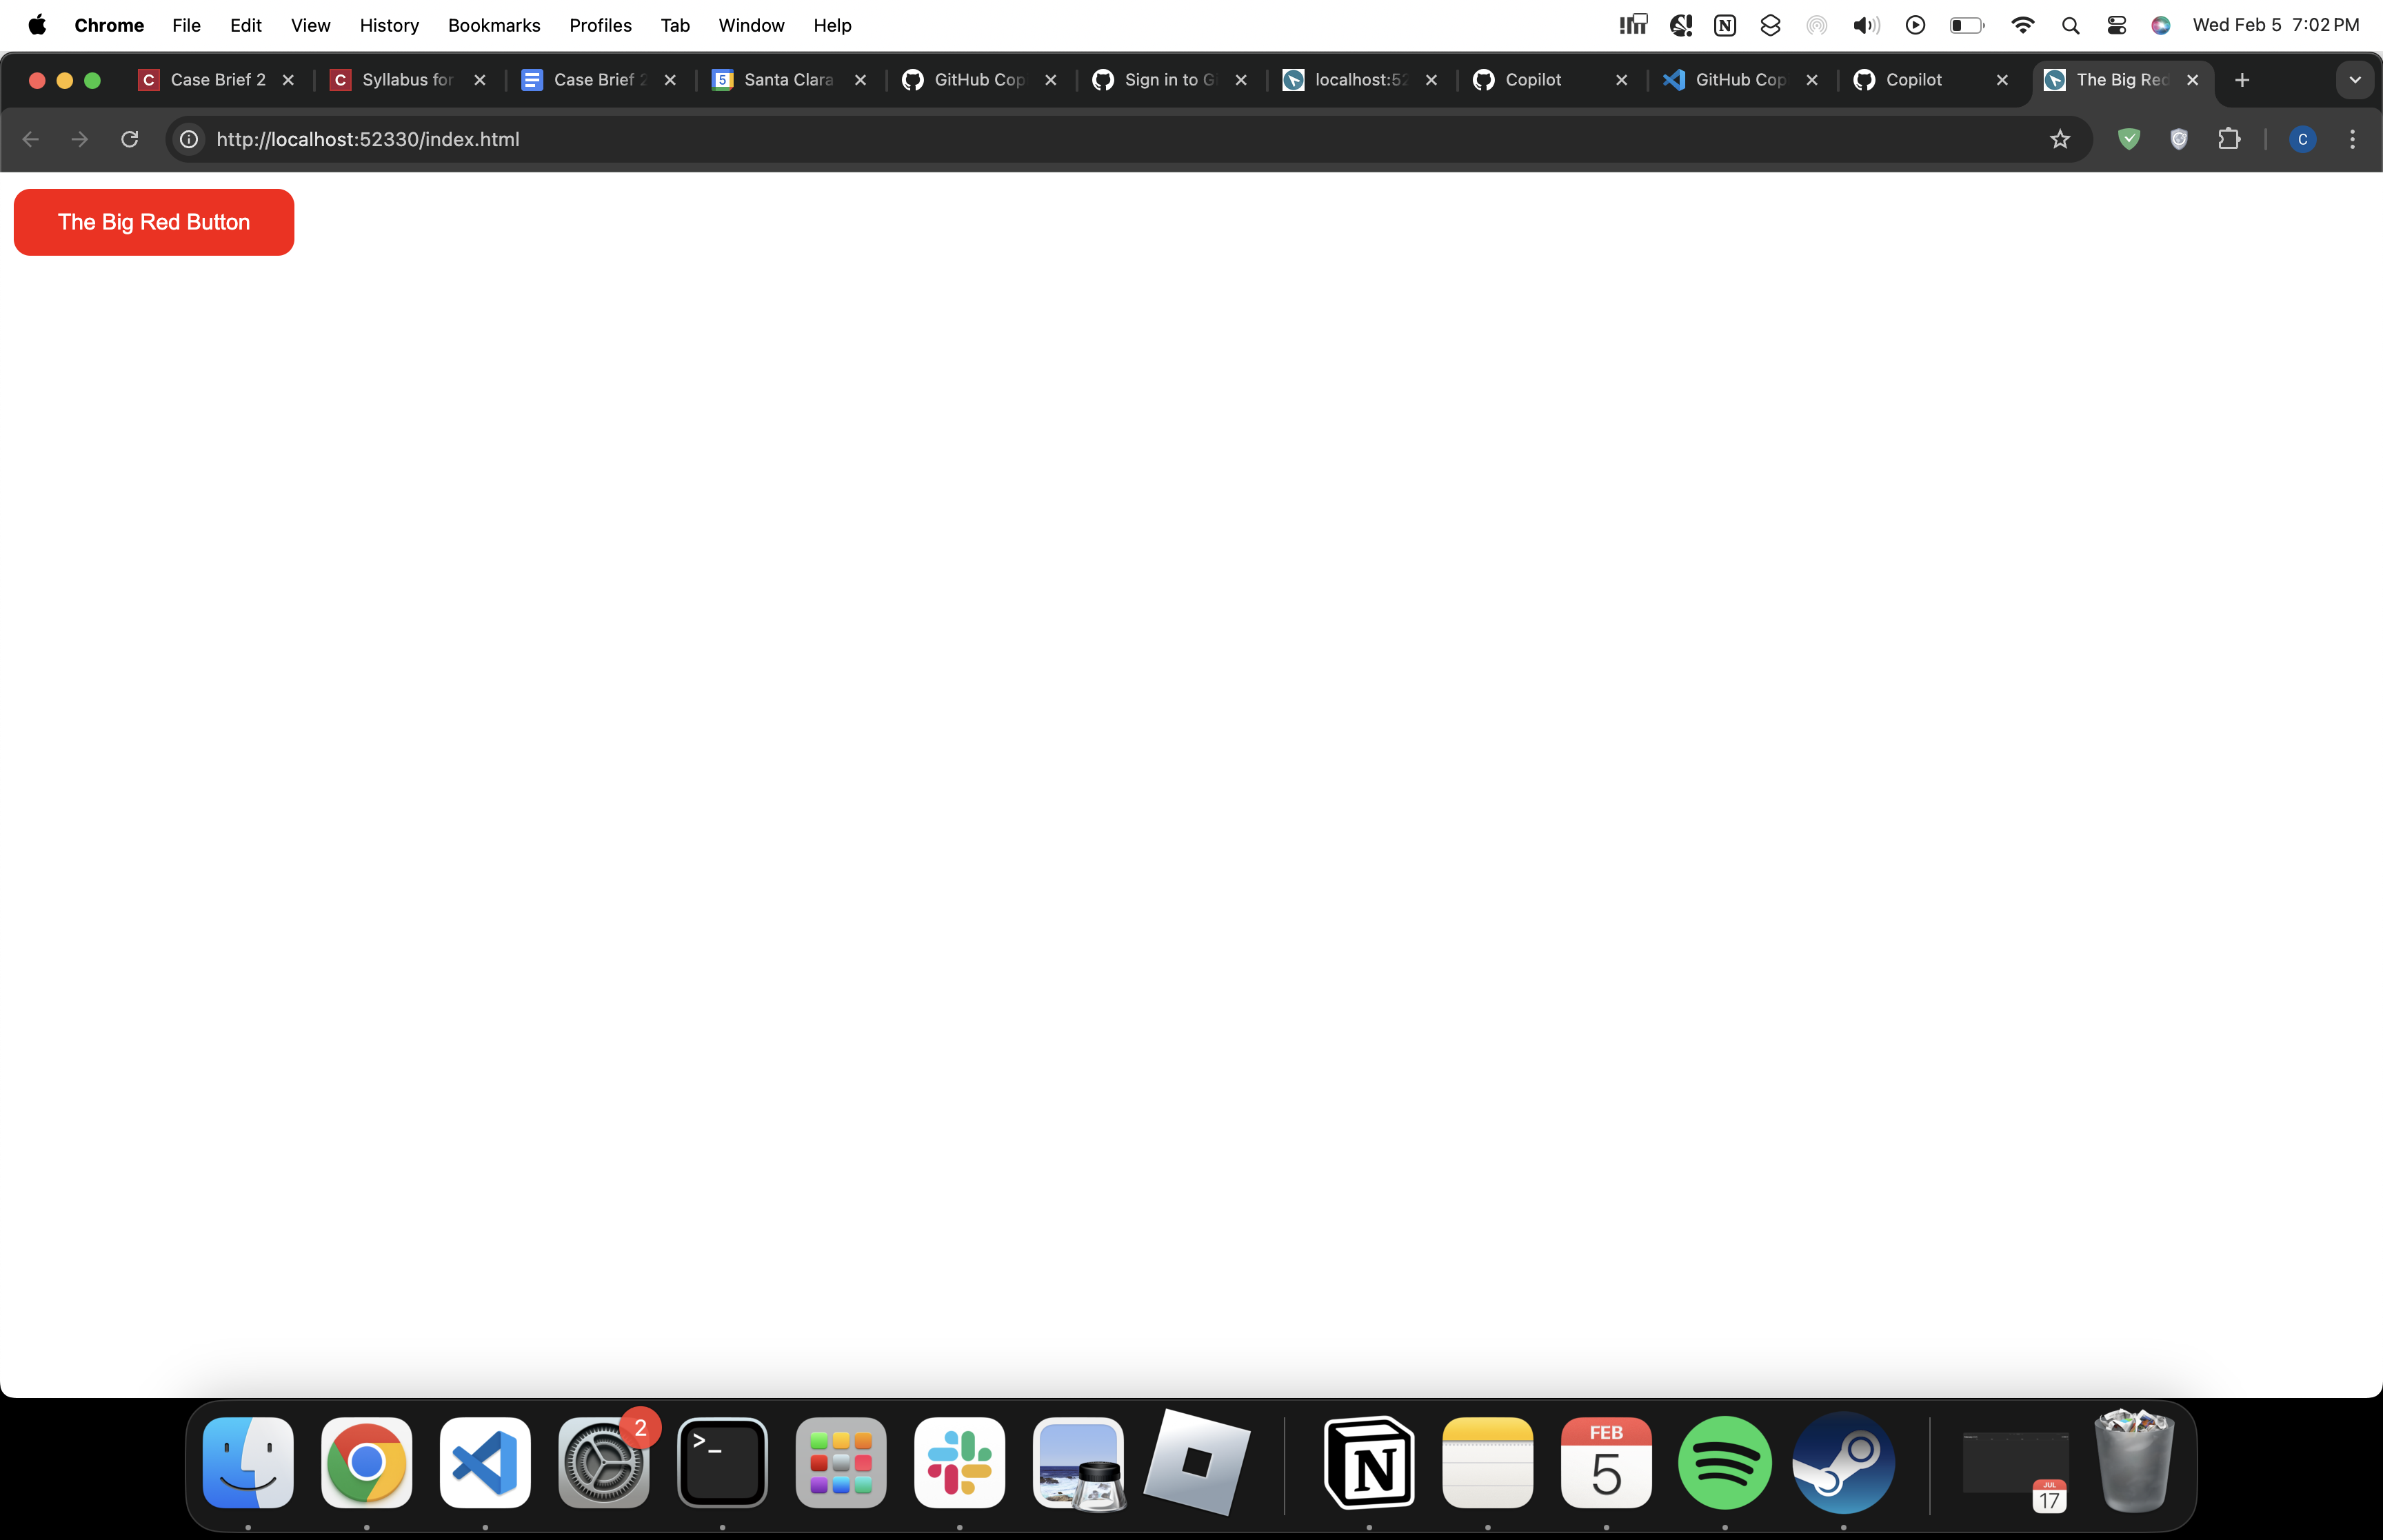 Chrome File Edit View History Bookmarks Profiles Tab Window Help Wed Feb 5 7:02 PM
Case Brief 2 Syllabus for Case Brief 2 Santa Clara GitHub Cop Sign in to G localhost:52 Copilot GitHub Cop Copilot The Big Red
http://localhost:52330/index.html C
The Big Red Button
2 FEB
5 JUL
17